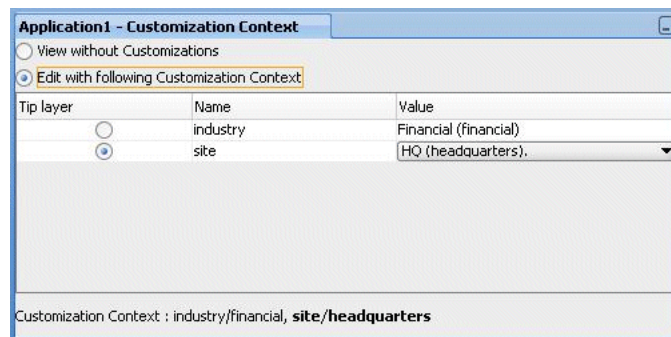 Application1 - Customization Context
View without Customizations
Edit with following Customization Context
Tip layer Name Value
industry Financial (financial)
site HQ (headquarters).
Customization Context : industry/financial, site/headquarters